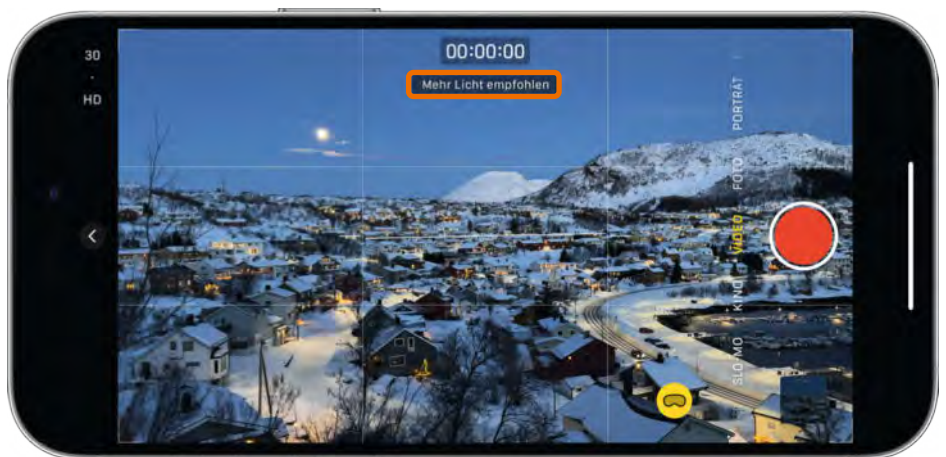 30
·
HD
00:00:00
Mehr Licht empfohlen
PORTRÄT
FOTO
VIDEO
KINO
SLO-MO